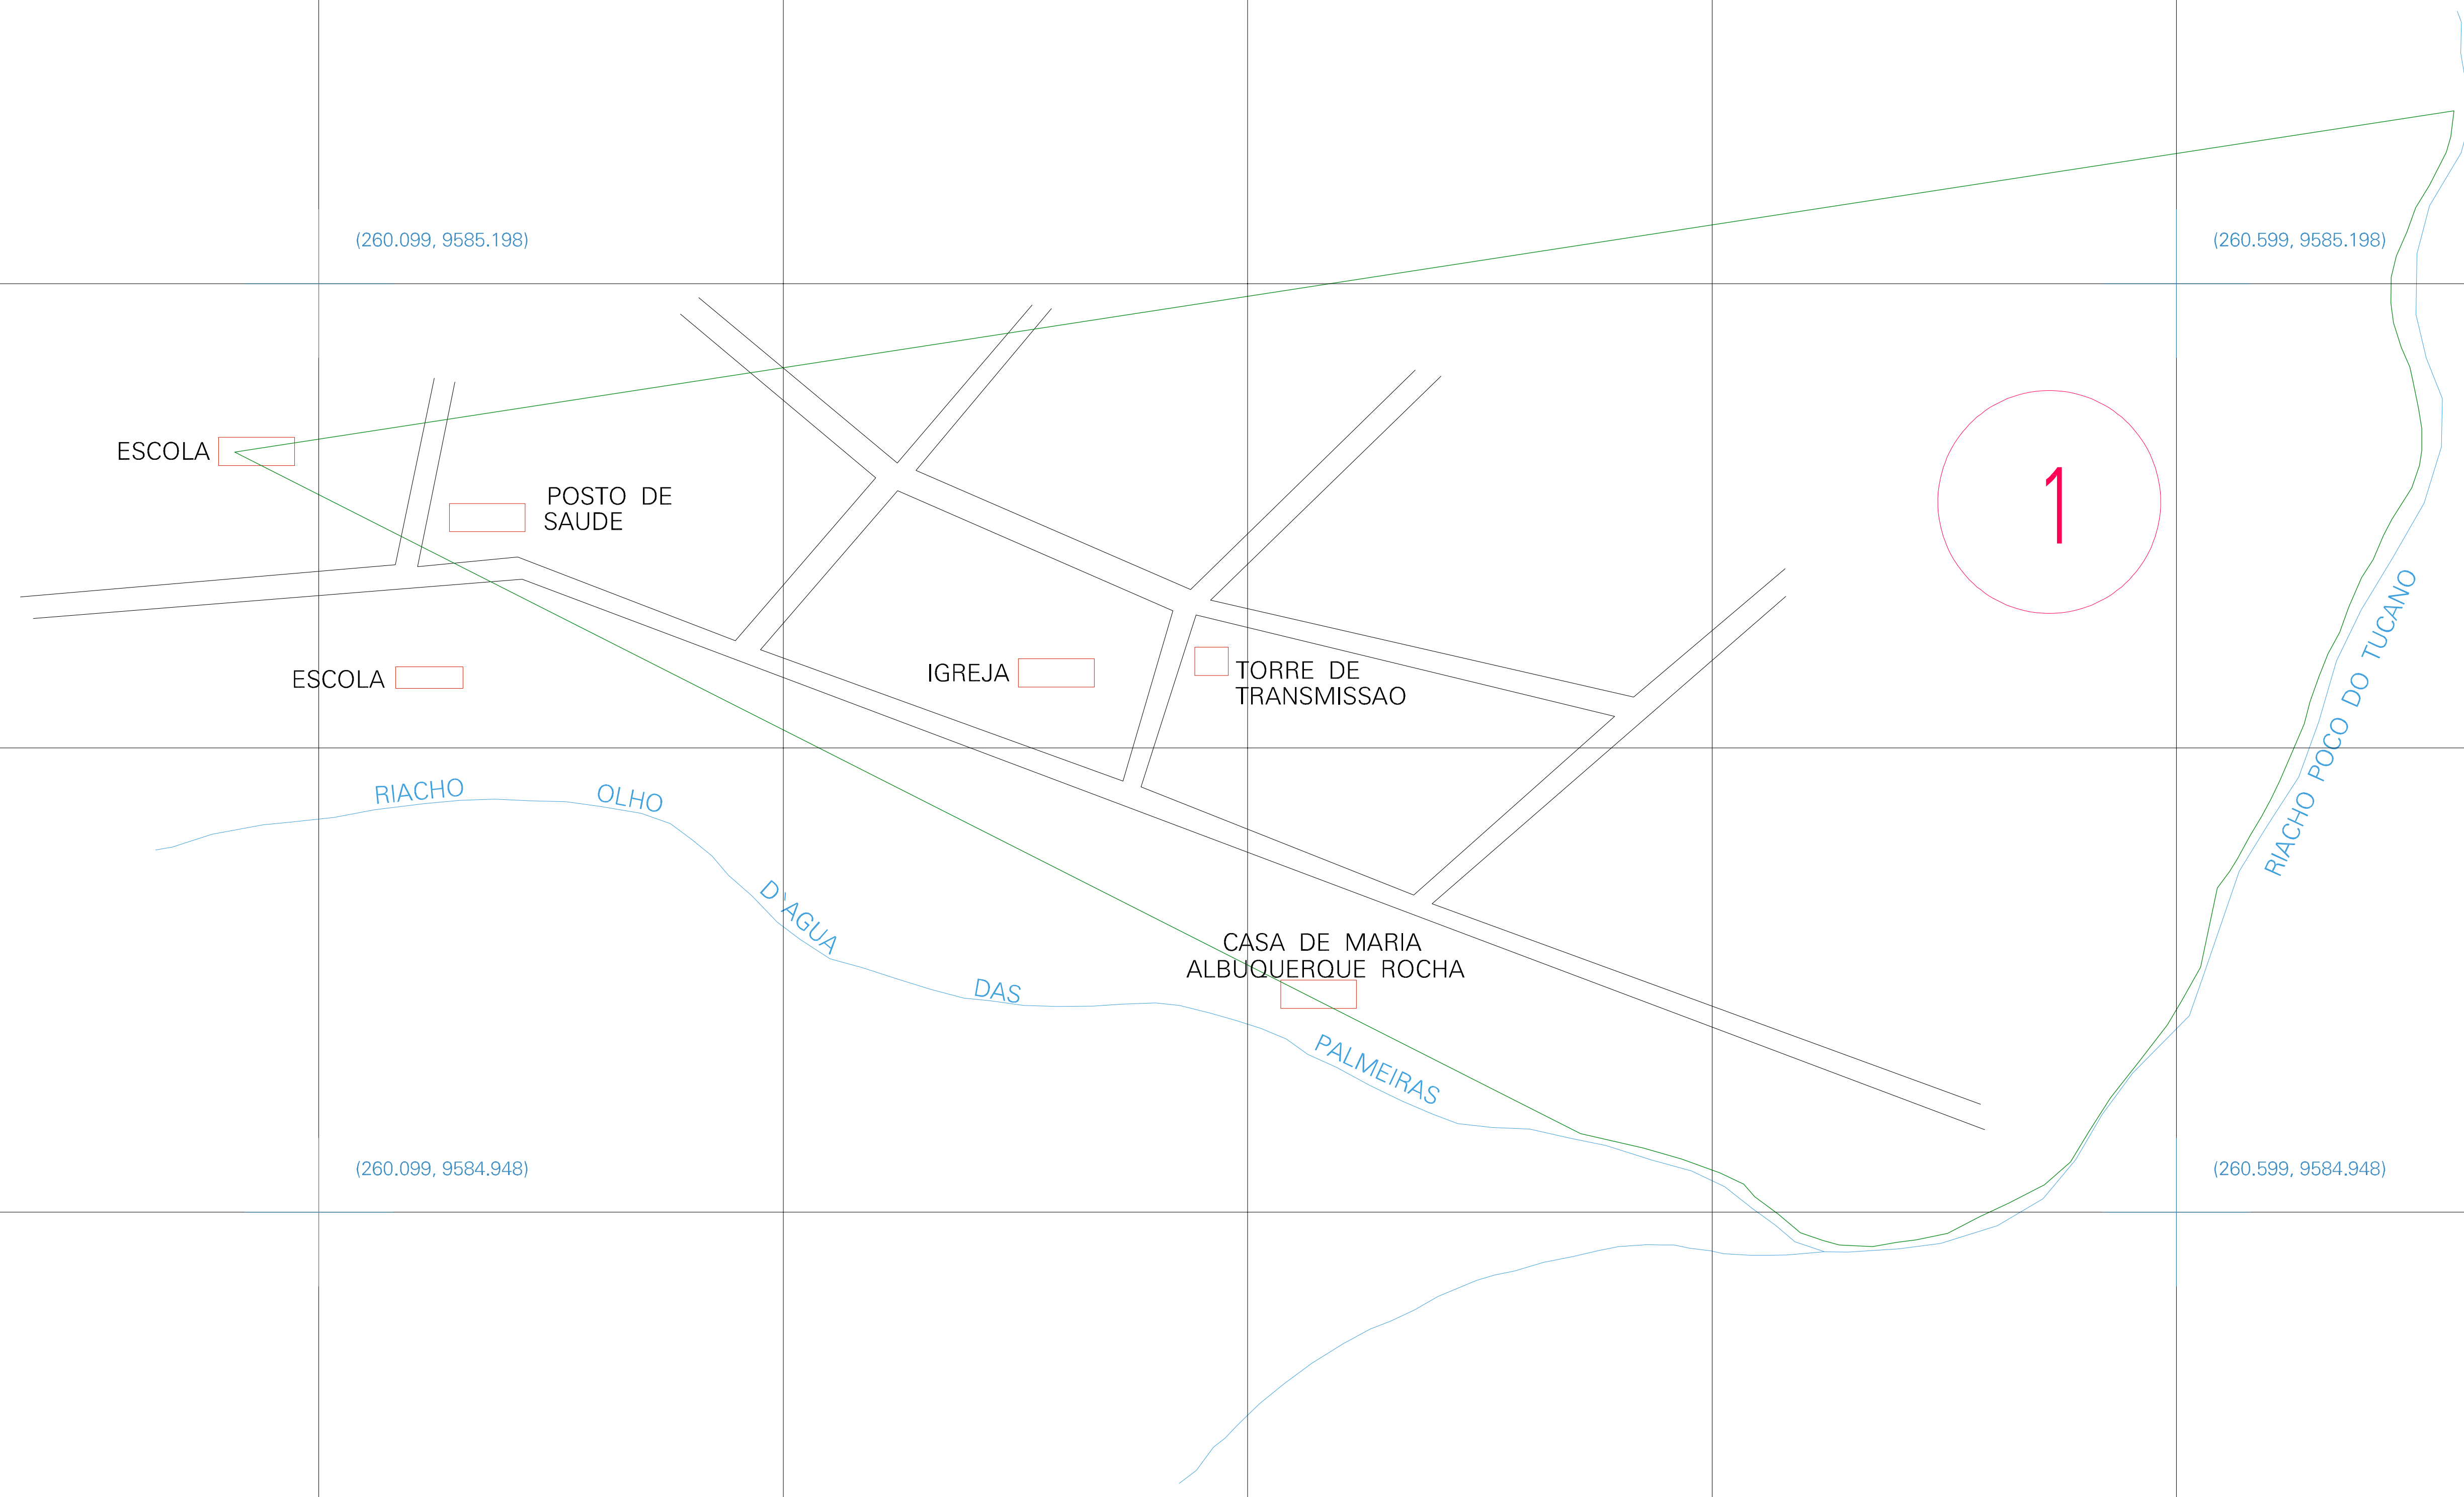 (260.099, 9585.198)
(260.599, 9585.198)
ESCOLA
POSTO DE
SAUDE
1
ESCOLA
IGREJA
TORRE DE
TRANSMISSAO
RIACHO OLHO D`AGUA DAS PALMEIRAS
RIACHO POCO DO TUCANO
CASA DE MARIA
ALBUQUERQUE ROCHA
(260.099, 9584.948)
(260.599, 9584.948)